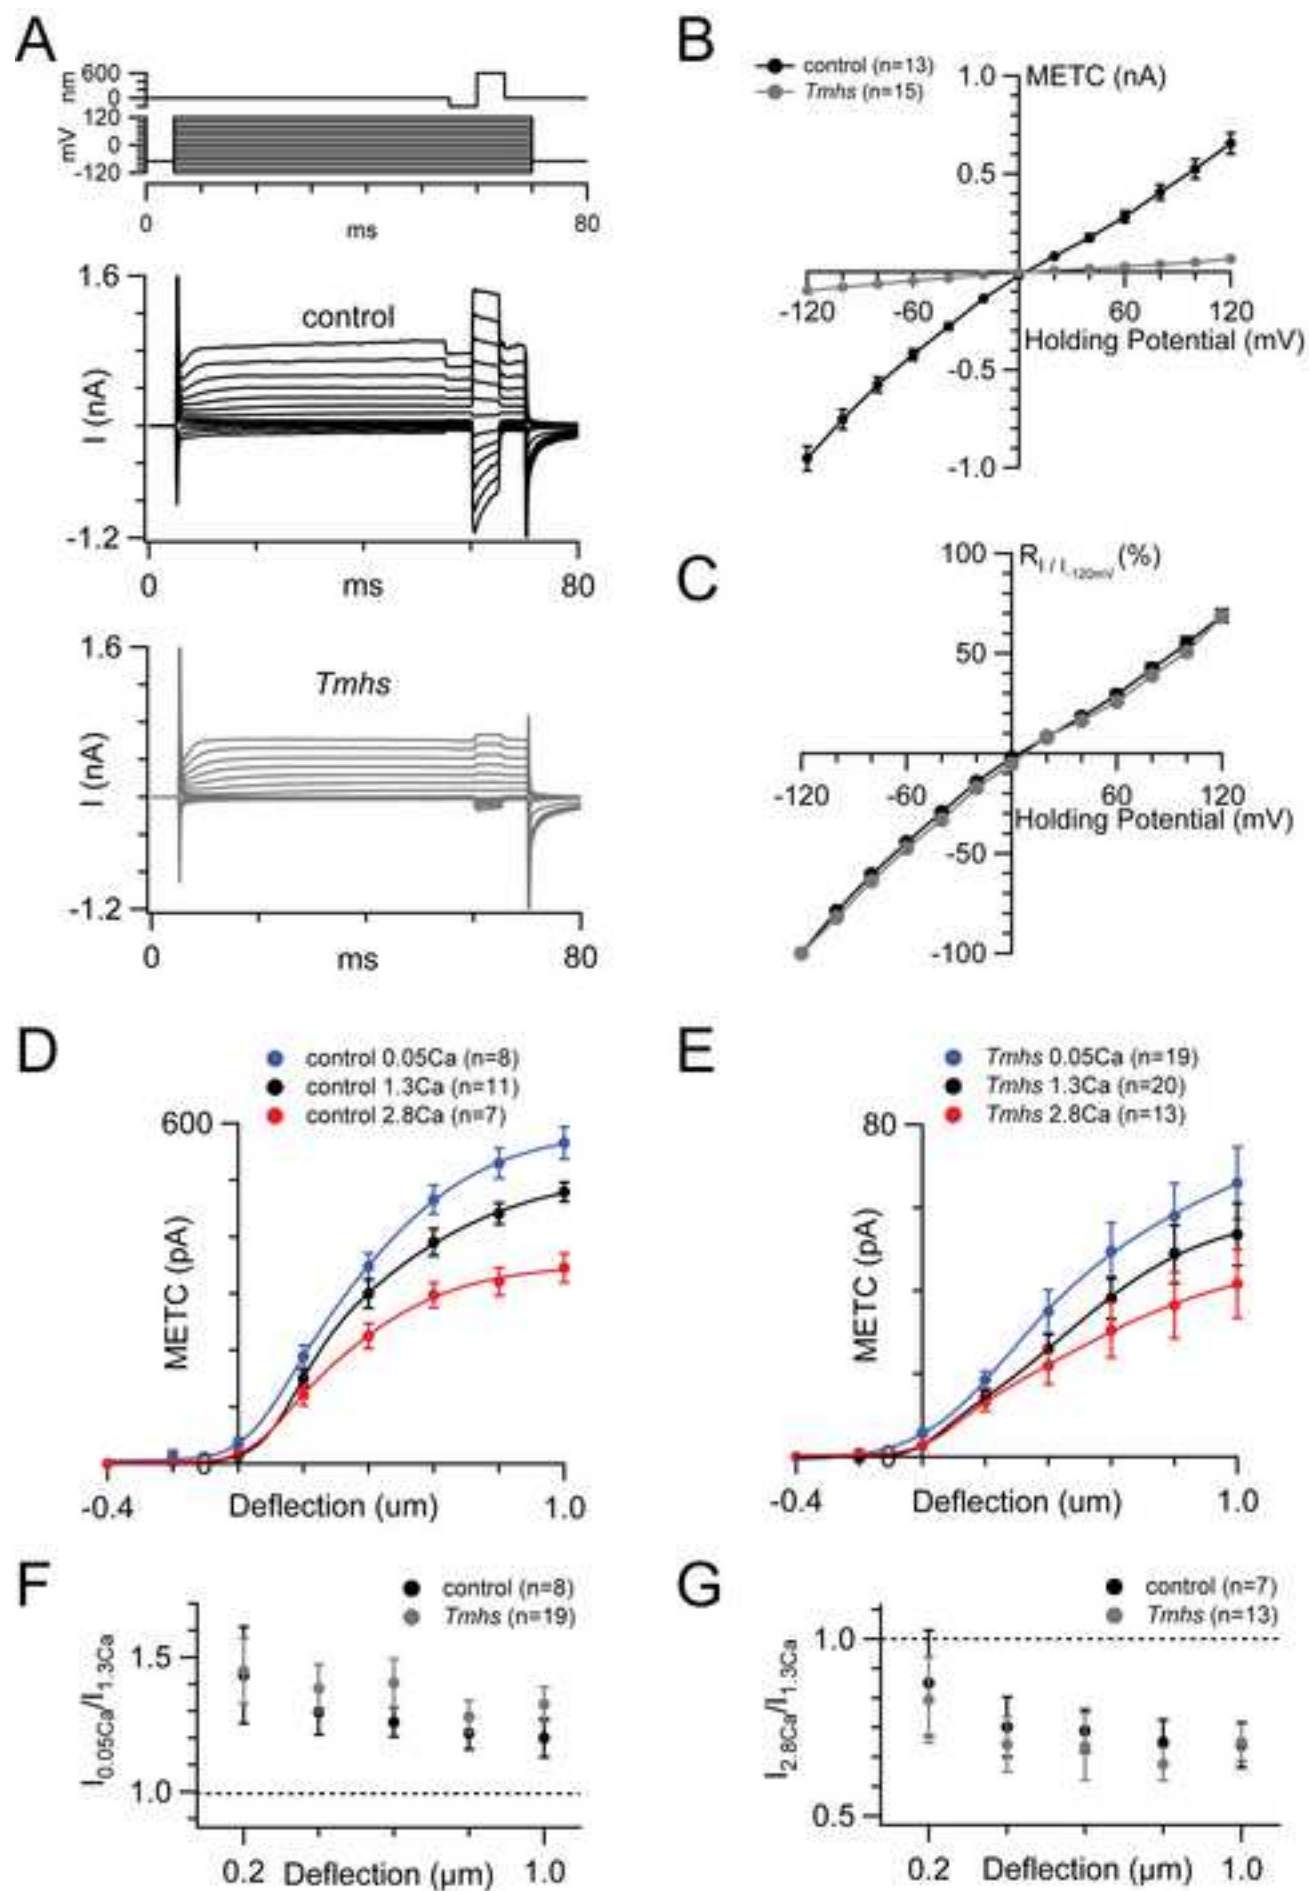 A
600
0
nm
120
0
-120
mV
0
ms
80
1.6
control
I (nA)
-1.2
0
ms
80
1.6
Tmhs
I (nA)
-1.2
0
ms
80
B
control (n=13)
Tmhs (n=15)
1.0
METC (nA)
0.5
-120
-60
60
120
Holding Potential (mV)
-0.5
-1.0
C
100
R I / I-120mV (%)
50
-120
-60
60
120
Holding Potential (mV)
-50
-100
D
control 0.05Ca (n=8)
control 1.3Ca (n=11)
control 2.8Ca (n=7)
600
METC (pA)
0
-0.4
Deflection (um)
1.0
E
Tmhs 0.05Ca (n=19)
Tmhs 1.3Ca (n=20)
Tmhs 2.8Ca (n=13)
80
METC (pA)
0
-0.4
Deflection (um)
1.0
F
control (n=8)
Tmhs (n=19)
1.5
I0.05Ca/I1.3Ca
1.0
0.2
Deflection (µm)
1.0
G
control (n=7)
Tmhs (n=13)
1.0
I2.8Ca/I1.3Ca
0.5
0.2
Deflection (µm)
1.0